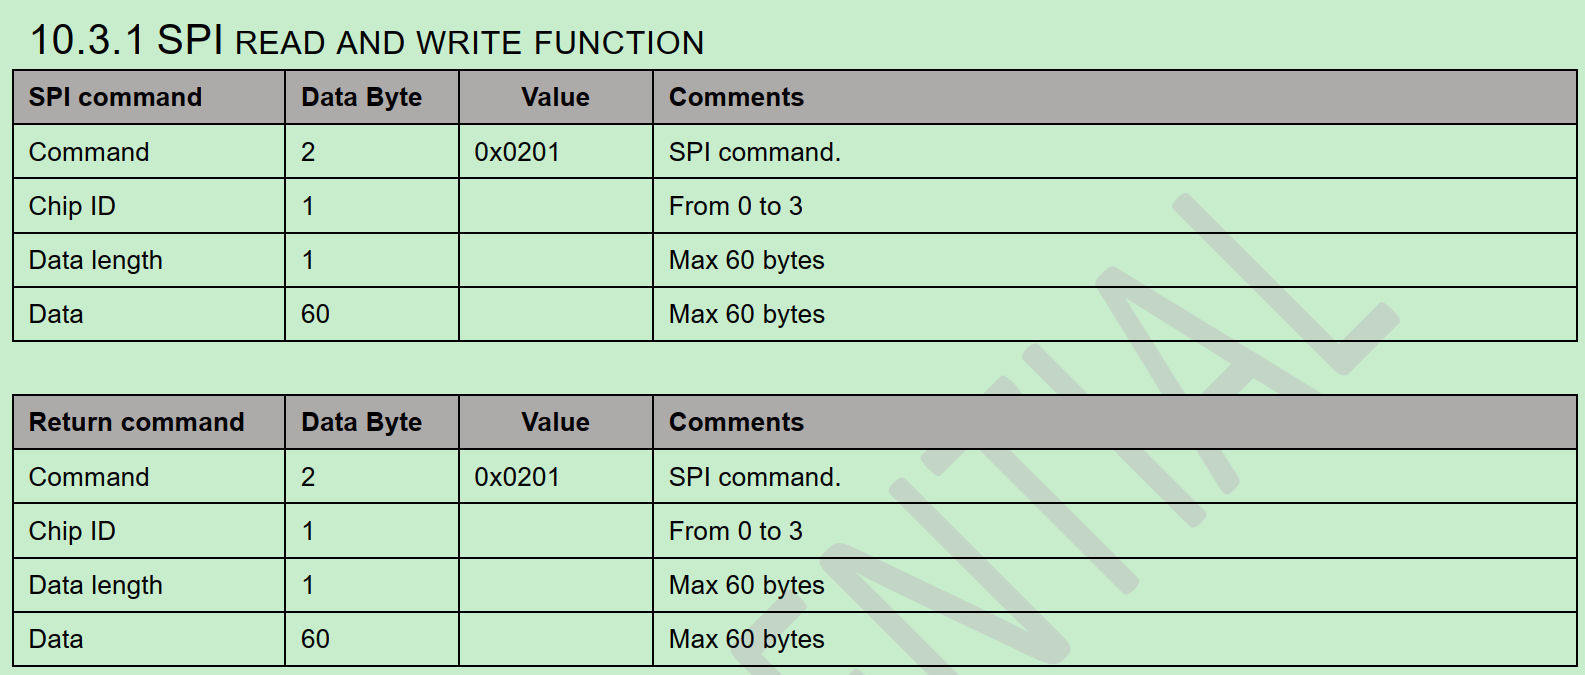 10.3.1 SPI READ AND WRITE FUNCTION
SPI command Data Byte Value Comments
Command 2 0x0201 SPI command.
Chip ID 1 From 0 to 3
Data length 1 Max 60 bytes
Data 60 Max 60 bytes
Return command Data Byte Value Comments
Command 2 0x0201 SPI command.
Chip ID 1 From 0 to 3
Data length 1 Max 60 bytes
Data 60 Max 60 bytes
ENTIAL